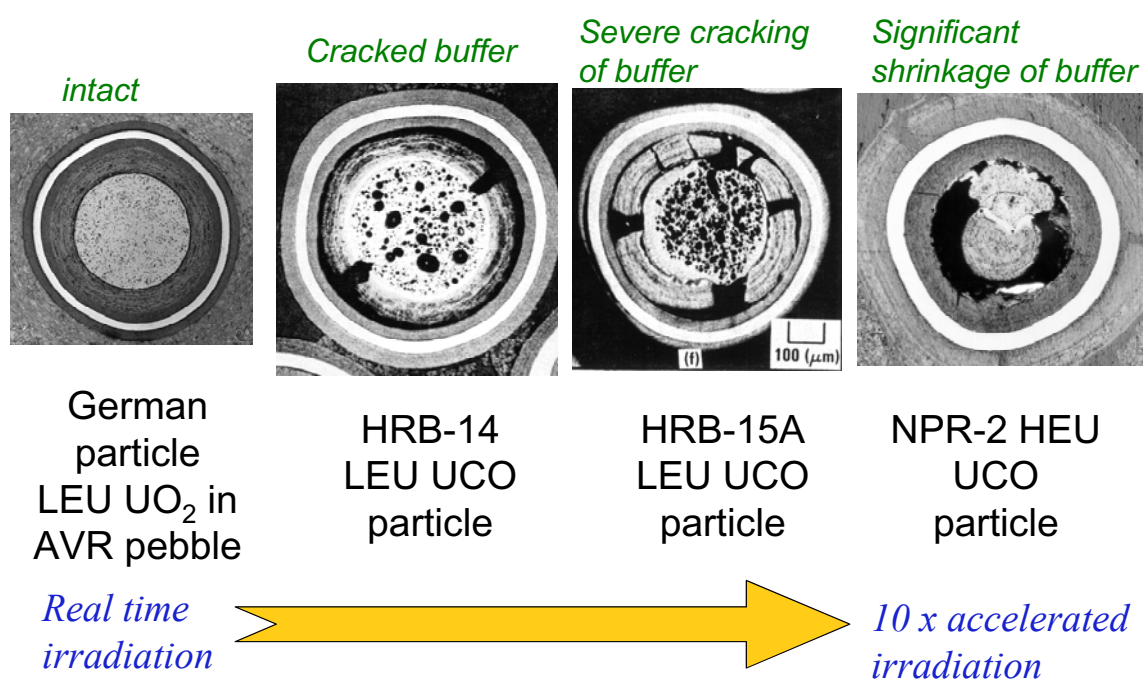 intact
Cracked buffer
Severe cracking
of buffer
Significant
shrinkage of buffer
(f)
100 (μm)
German
particle
LEU UO₂ in
AVR pebble
HRB-14
LEU UCO
particle
HRB-15A
LEU UCO
particle
NPR-2 HEU
UCO
particle
Real time
irradiation
10 x accelerated
irradiation